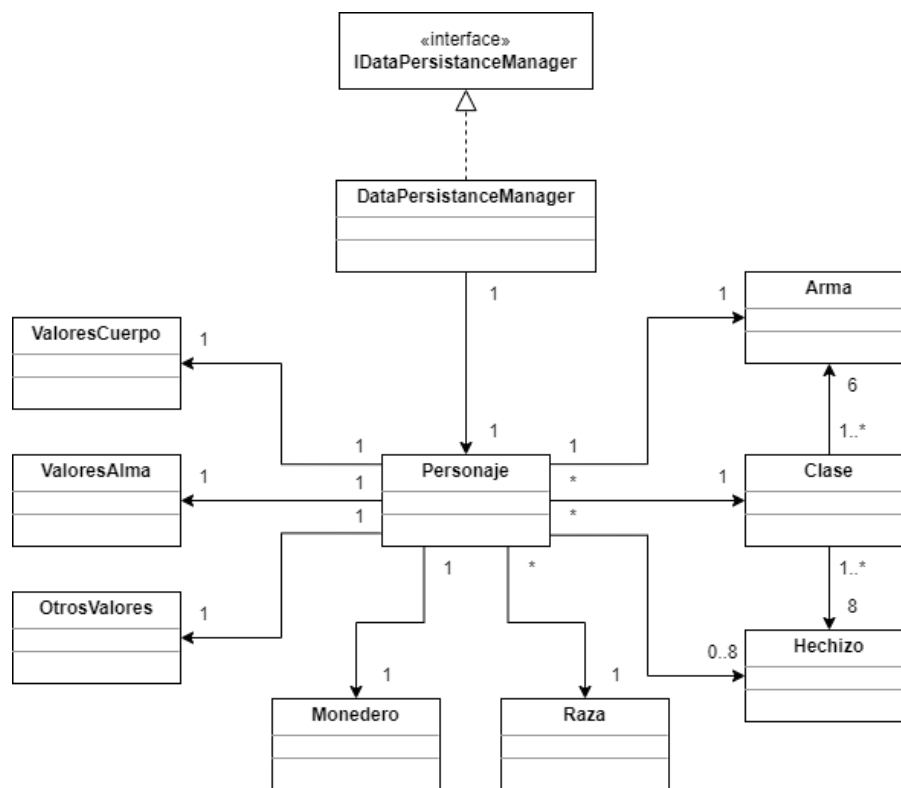 «interface»
IDataPersistanceManager
DataPersistanceManager
1
1
Arma
ValoresCuerpo
1
6
1
1
1
1..*
ValoresAlma
1
1
Personaje
*
1
Clase
1
*
1
*
1..*
OtrosValores
1
8
Hechizo
0..8
1
1
Monedero
Raza